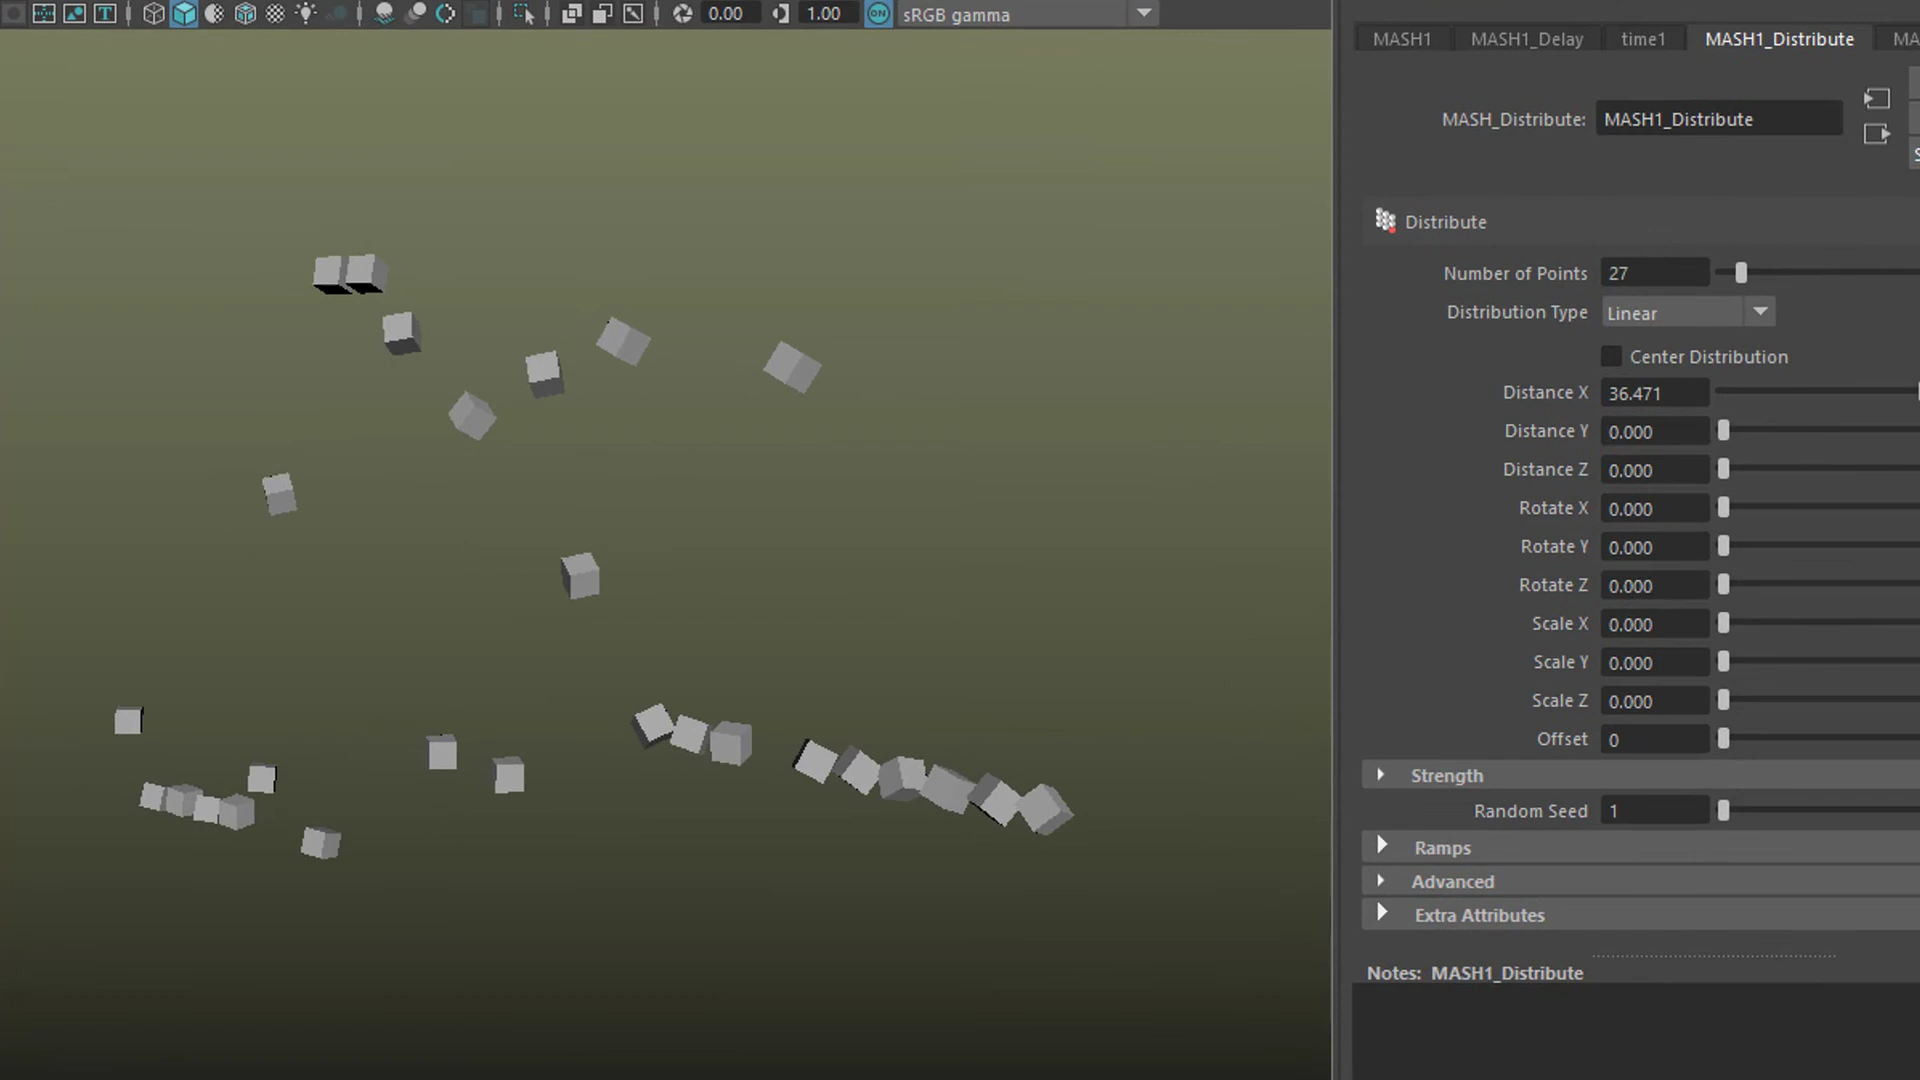 0.00 1.00 ON sRGB gamma
MASH1 MASH1_Delay time1 MASH1_Distribute MA
MASH_Distribute: MASH1_Distribute
Distribute
Number of Points 27
Distribution Type Linear
Center Distribution
Distance X 36.471
Distance Y 0.000
Distance Z 0.000
Rotate X 0.000
Rotate Y 0.000
Rotate Z 0.000
Scale X 0.000
Scale Y 0.000
Scale Z 0.000
Offset 0
Strength
Random Seed 1
Ramps
Advanced
Extra Attributes
Notes: MASH1_Distribute